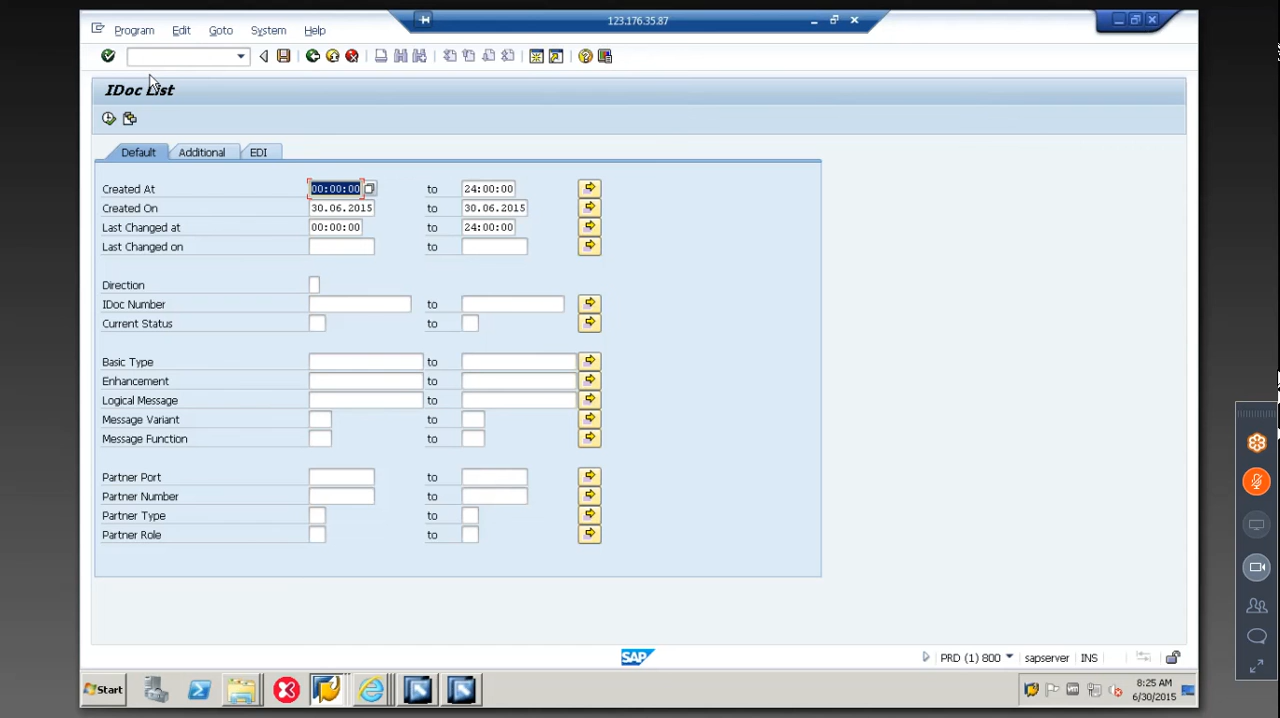 123.176.35.87
Program Edit Goto System Help
IDoc List
Default Additional EDI
Created At 00:00:00 to 24:00:00
Created On 30.06.2015 to 30.06.2015
Last Changed at 00:00:00 to 24:00:00
Last Changed on to
Direction
IDoc Number to
Current Status to
Basic Type to
Enhancement to
Logical Message to
Message Variant to
Message Function to
Partner Port to
Partner Number to
Partner Type to
Partner Role to
SAP
PRD (1) 800 sapserver INS
Start
8:25 AM
6/30/2015